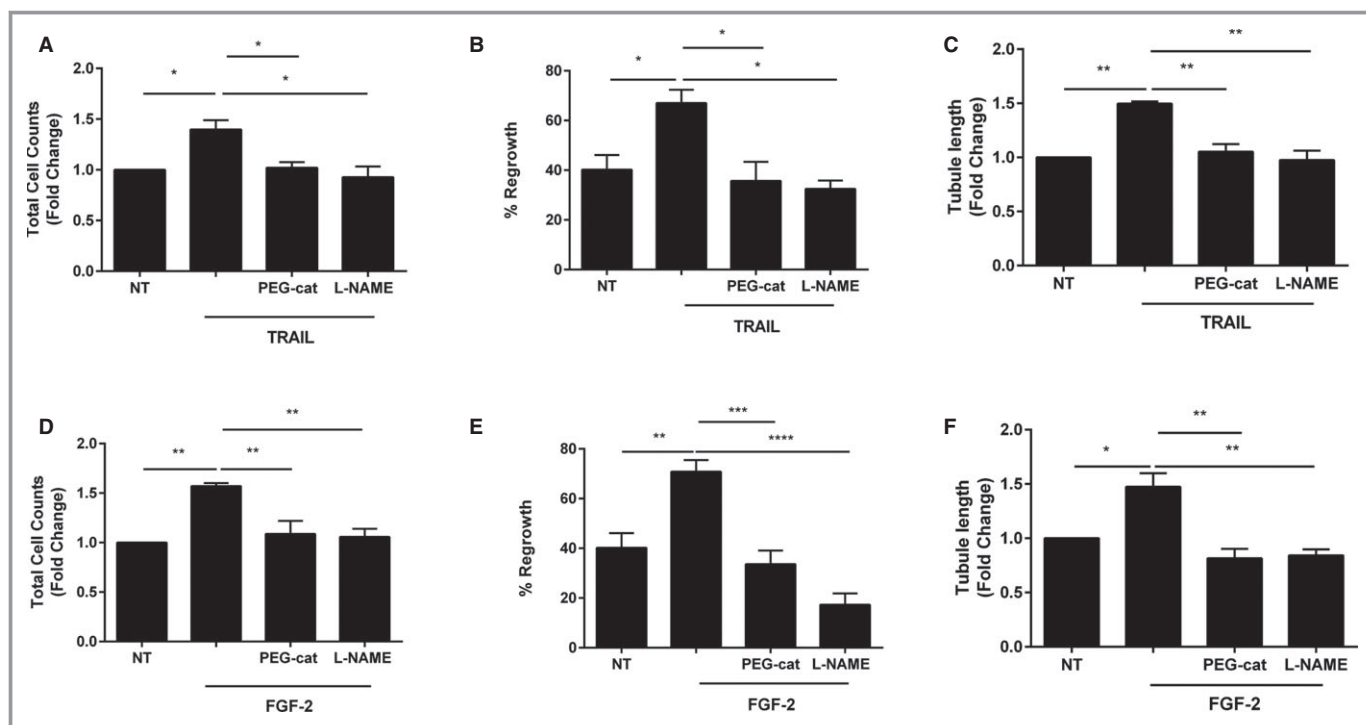 A
Total Cell Counts
(Fold Change)
2.0
1.5
1.0
0.5
0.0
*
*
*
NT
PEG-cat
L-NAME
TRAIL
B
% Regrowth
80
60
40
20
0
*
*
*
NT
PEG-cat
L-NAME
TRAIL
C
Tubule length
(Fold Change)
2.0
1.5
1.0
0.5
0.0
**
**
**
NT
PEG-cat
L-NAME
TRAIL
D
Total Cell Counts
(Fold Change)
2.0
1.5
1.0
0.5
0.0
**
**
**
NT
PEG-cat
L-NAME
FGF-2
E
% Regrowth
80
60
40
20
0
***
**
****
NT
PEG-cat
L-NAME
FGF-2
F
Tubule length
(Fold Change)
2.0
1.5
1.0
0.5
0.0
**
*
**
NT
PEG-cat
L-NAME
FGF-2